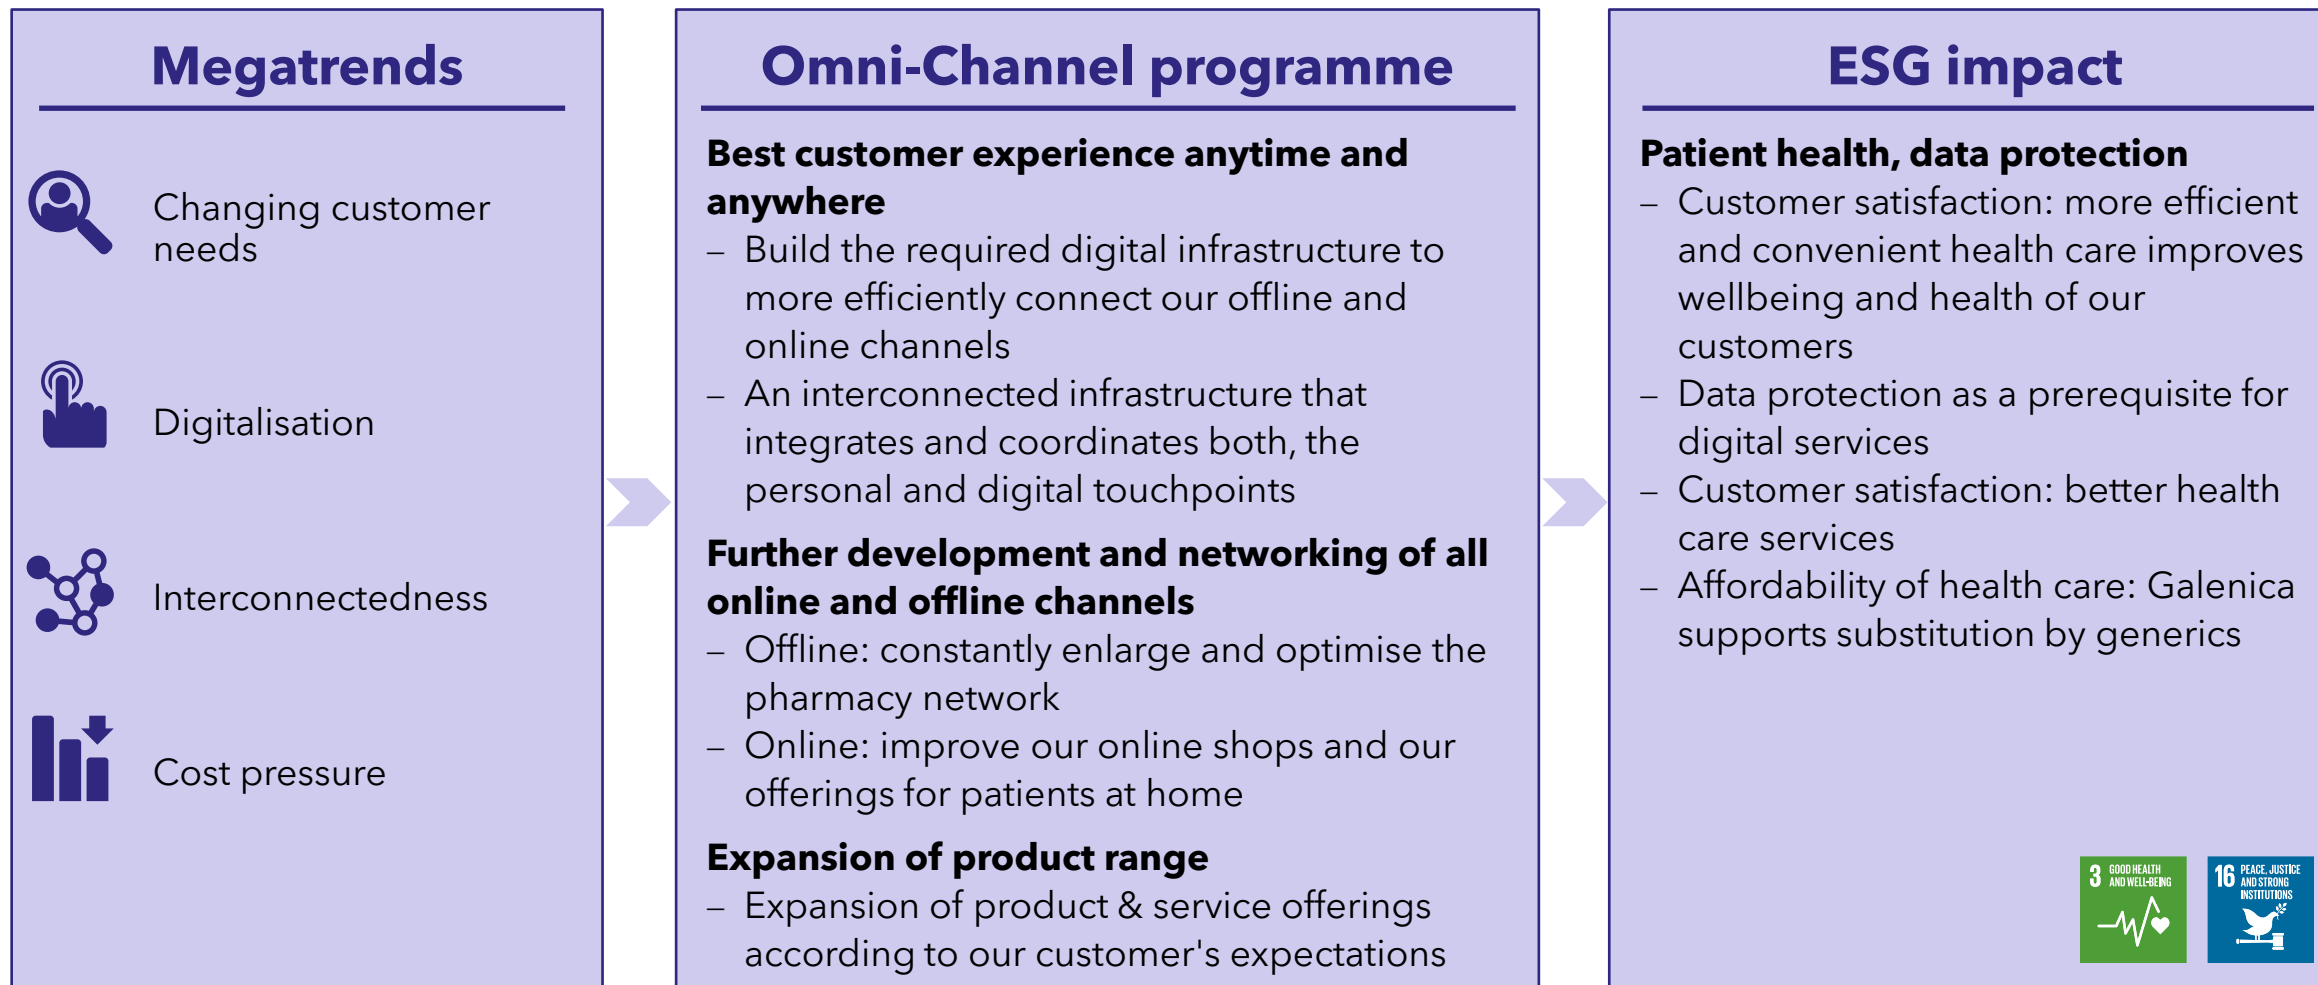 Megatrends
Changing customer
needs
Digitalisation
Interconnectedness
Cost pressure
Omni-Channel programme
Best customer experience anytime and
anywhere
– Build the required digital infrastructure to
more efficiently connect our offline and
online channels
– An interconnected infrastructure that
integrates and coordinates both, the
personal and digital touchpoints
Further development and networking of all
online and offline channels
– Offline: constantly enlarge and optimise the
pharmacy network
– Online: improve our online shops and our
offerings for patients at home
Expansion of product range
– Expansion of product & service offerings
according to our customer's expectations
ESG impact
Patient health, data protection
– Customer satisfaction: more efficient
and convenient health care improves
wellbeing and health of our
customers
– Data protection as a prerequisite for
digital services
– Customer satisfaction: better health
care services
– Affordability of health care: Galenica
supports substitution by generics
3 GOOD HEALTH
AND WELL-BEING
16 PEACE, JUSTICE
AND STRONG
INSTITUTIONS